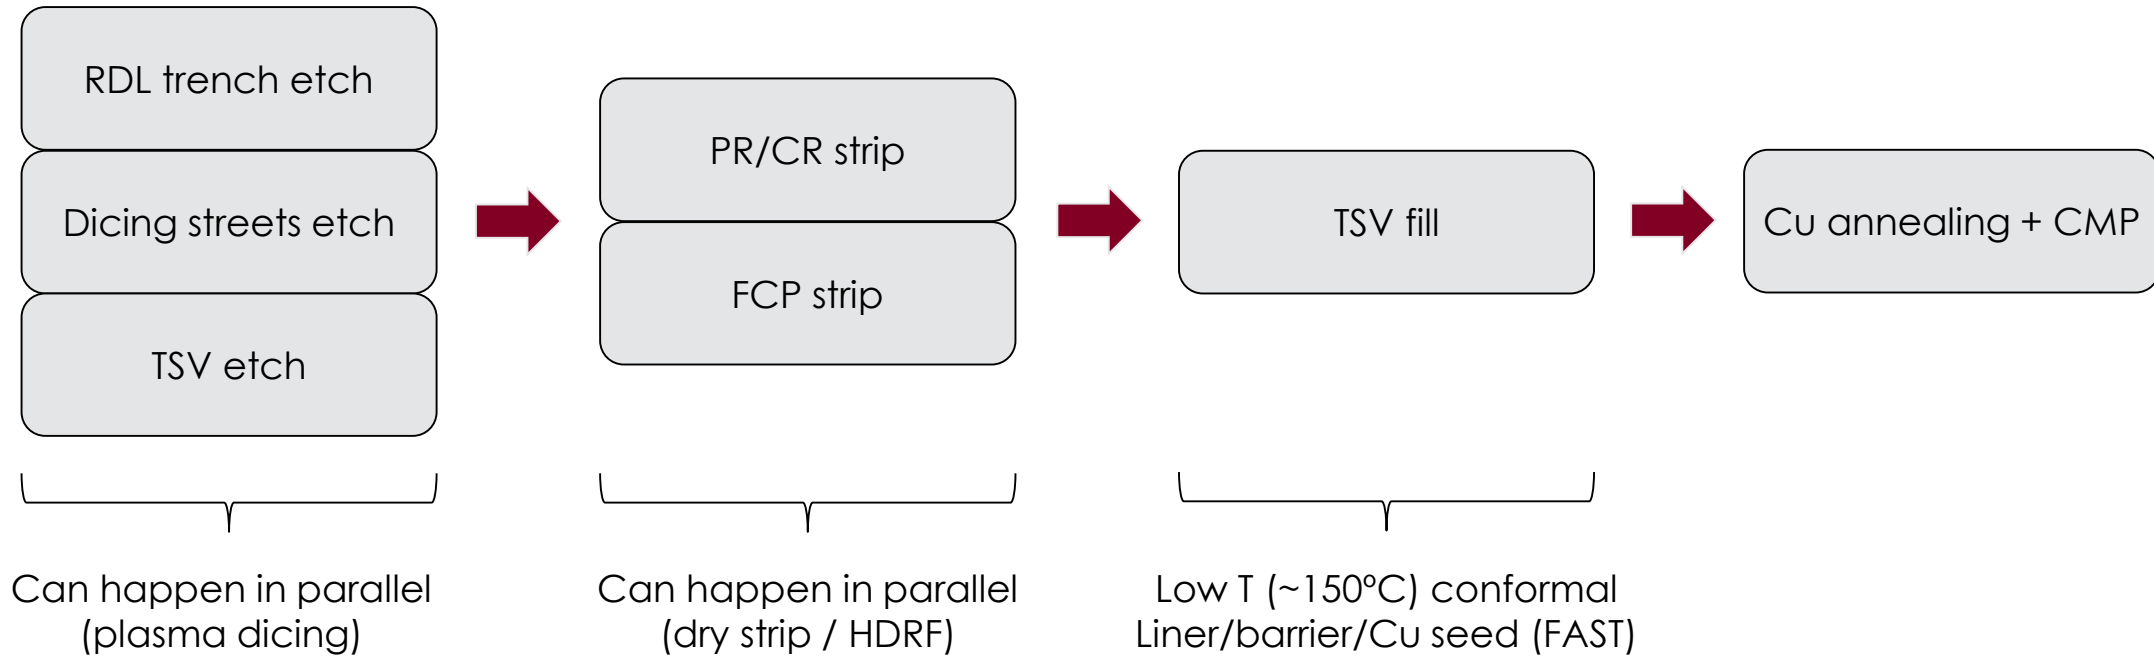 RDL trench etch
Dicing streets etch
TSV etch
PR/CR strip
FCP strip
TSV fill
Cu annealing + CMP
Can happen in parallel
(plasma dicing)
Can happen in parallel
(dry strip / HDRF)
Low T (~150ºC) conformal
Liner/barrier/Cu seed (FAST)